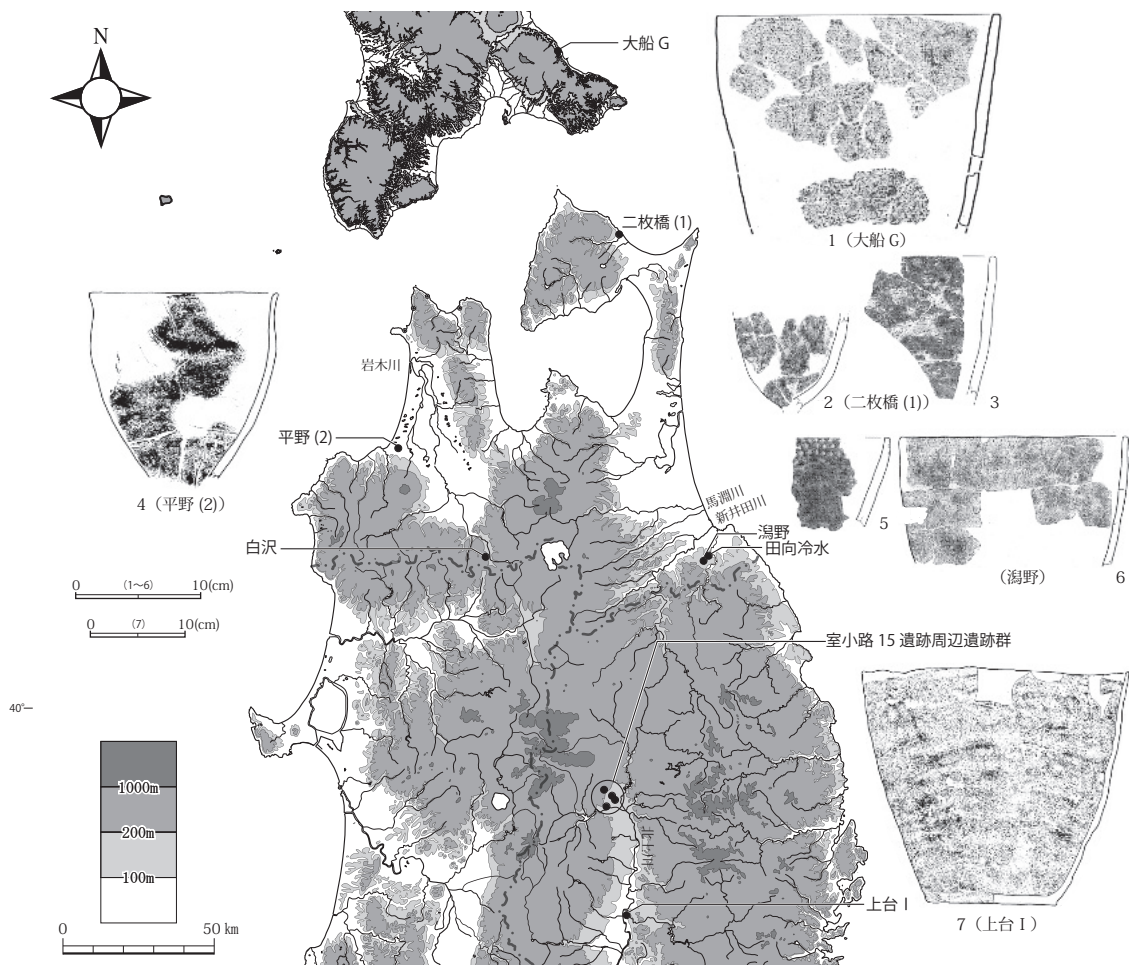 N
大船 G
1（大船 G）
二枚橋 (1)
2（二枚橋 (1)）
3
岩木川
平野 (2)
4（平野 (2)）
馬淵川
新井田川
潟野
田向冷水
5
（潟野）
6
白沢
0
(1〜6)
10(cm)
0
(7)
10(cm)
室小路 15 遺跡周辺遺跡群
40°
1000m
200m
100m
北上川
上台 I
7（上台 I）
0
50 km